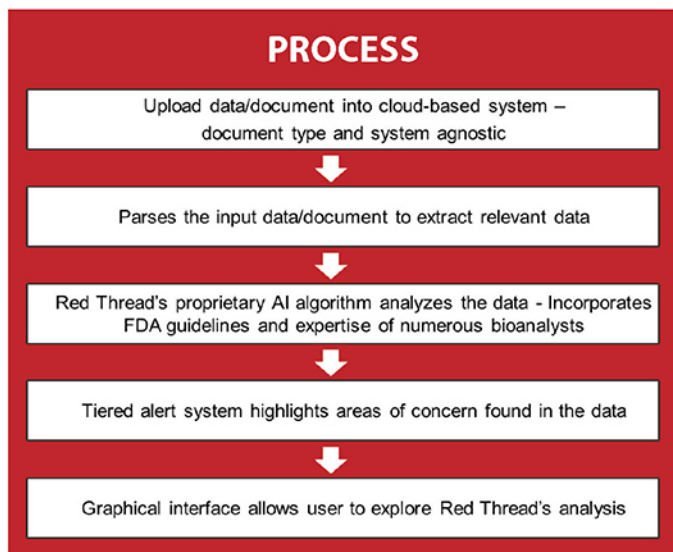 PROCESS
Upload data/document into cloud-based system –
document type and system agnostic
Parses the input data/document to extract relevant data
Red Thread's proprietary AI algorithm analyzes the data - Incorporates
FDA guidelines and expertise of numerous bioanalysts
Tiered alert system highlights areas of concern found in the data
Graphical interface allows user to explore Red Thread's analysis